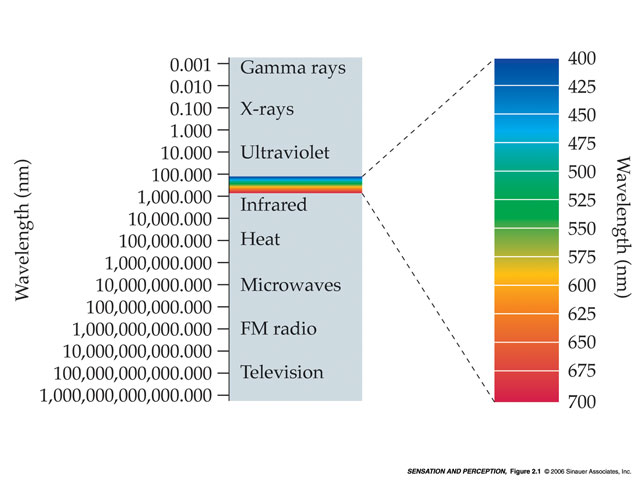 Wavelength (nm)
0.001
0.010
0.100
1.000
10.000
100.000
1,000.000
10,000.000
100,000.000
1,000,000.000
10,000,000.000
100,000,000.000
1,000,000,000.000
10,000,000,000.000
100,000,000,000.000
1,000,000,000,000.000
Gamma rays
X-rays
Ultraviolet
Infrared
Heat
Microwaves
FM radio
Television
400
425
450
475
500
525
550
575
600
625
650
675
700
Wavelength (nm)
SENSATION AND PERCEPTION, Figure 2.1 © 2006 Sinauer Associates, Inc.